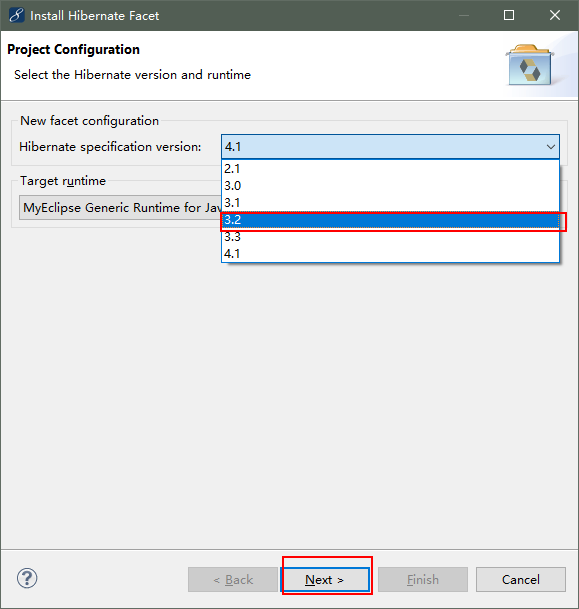 Install Hibernate Facet
Project Configuration
Select the Hibernate version and runtime
New facet configuration
Hibernate specification version:
4.1
2.1
3.0
3.1
3.2
3.3
4.1
Target runtime
MyEclipse Generic Runtime for Jav
?
< Back
Next >
Finish
Cancel